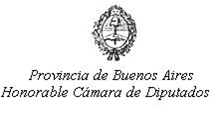 Provincia de Buenos Aires
Honorable Cámara de Diputados